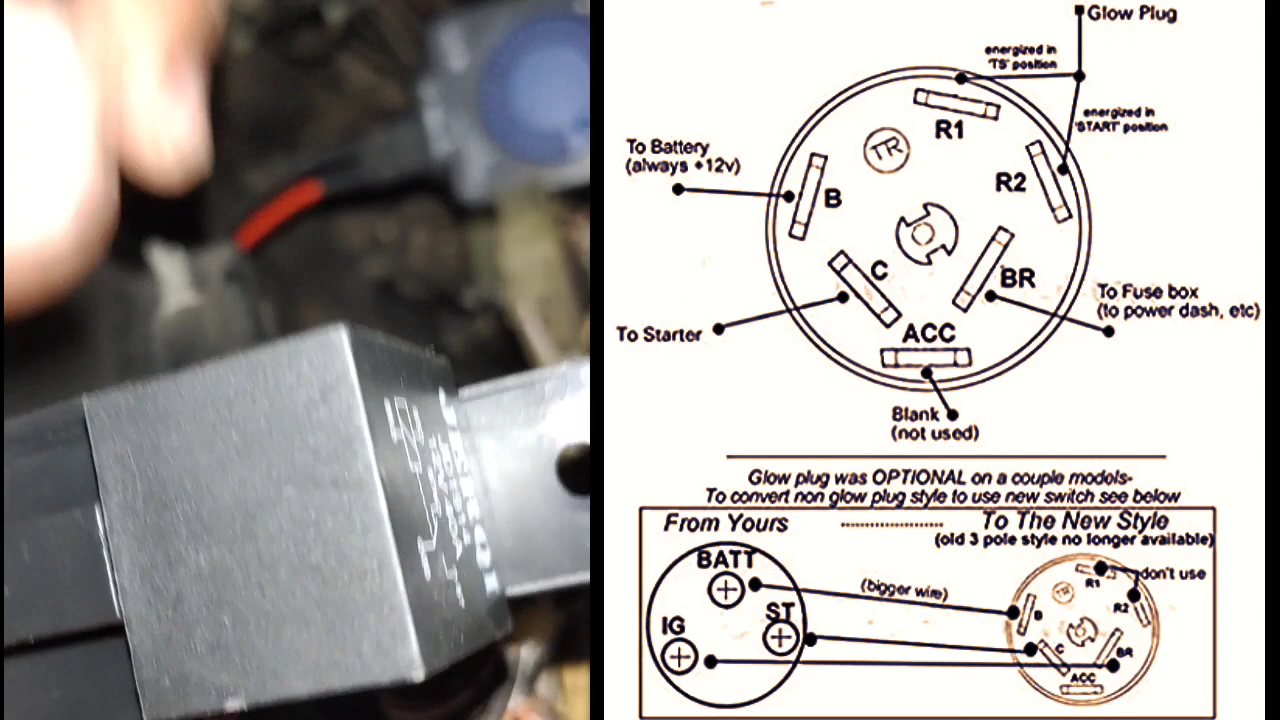 Glow Plug
energized in
'TS' position
R1
energized in
'START' position
TR
To Battery
(always +12v)
B
R2
C
BR
To Fuse box
(to power dash, etc)
To Starter
ACC
Blank
(not used)
Glow plug was OPTIONAL on a couple models-
To convert non glow plug style to use new switch see below
From Yours
To The New Style
(old 3 pole style no longer available)
BATT
(bigger wire)
R1
don't use
TR
R2
B
ST
IG
C
BR
ACC